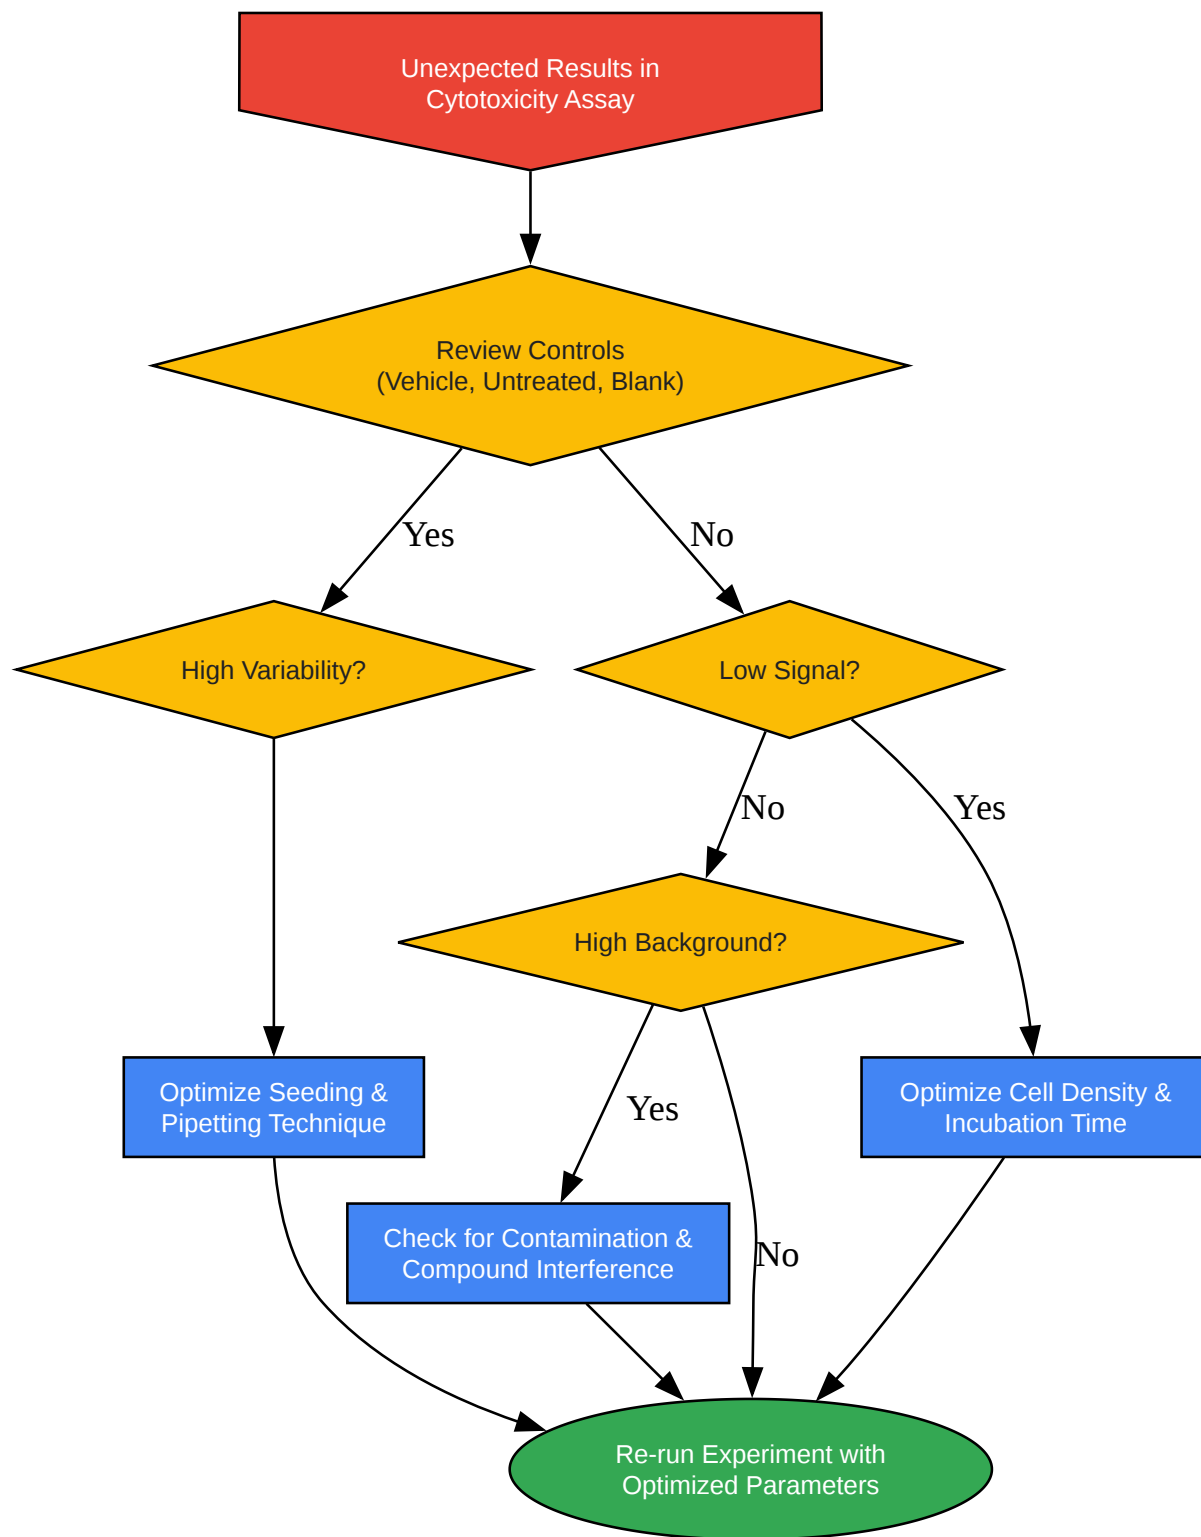 Unexpected Results in
Cytotoxicity Assay
Review Controls
(Vehicle, Untreated, Blank)
Yes
No
High Variability?
Low Signal?
No
Yes
High Background?
Optimize Seeding &
Pipetting Technique
Yes
Optimize Cell Density &
Incubation Time
Check for Contamination &
Compound Interference
No
Re-run Experiment with
Optimized Parameters